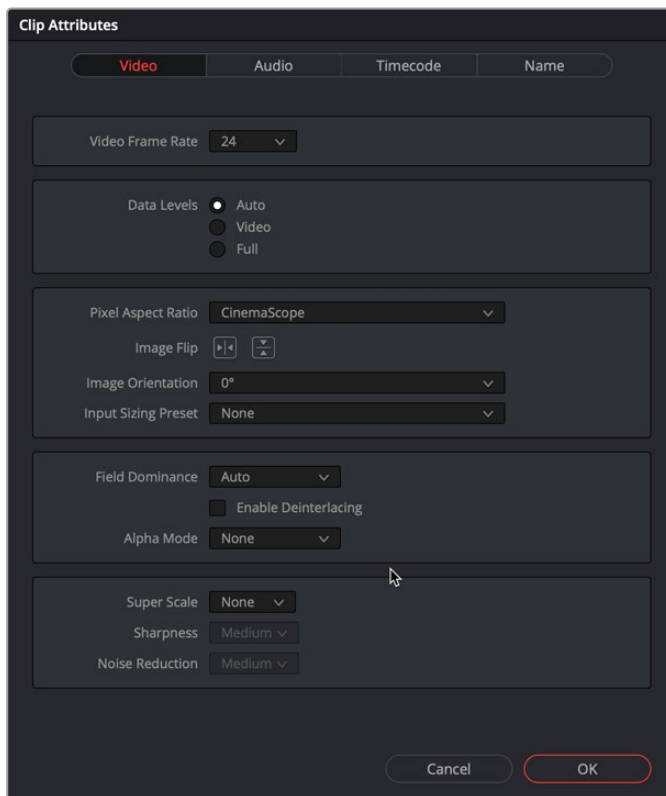 Clip Attributes
Video Audio Timecode Name
Video Frame Rate 24
Data Levels Auto
Video
Full
Pixel Aspect Ratio CinemaScope
Image Flip
Image Orientation 0°
Input Sizing Preset None
Field Dominance Auto
Enable Deinterlacing
Alpha Mode None
Super Scale None
Sharpness Medium
Noise Reduction Medium
Cancel OK